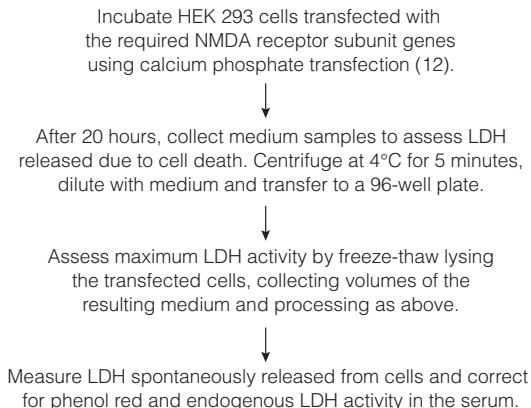 Incubate HEK 293 cells transfected with
the required NMDA receptor subunit genes
using calcium phosphate transfection (12).
After 20 hours, collect medium samples to assess LDH
released due to cell death. Centrifuge at 4°C for 5 minutes,
dilute with medium and transfer to a 96-well plate.
Assess maximum LDH activity by freeze-thaw lysing
the transfected cells, collecting volumes of the
resulting medium and processing as above.
Measure LDH spontaneously released from cells and correct
for phenol red and endogenous LDH activity in the serum.